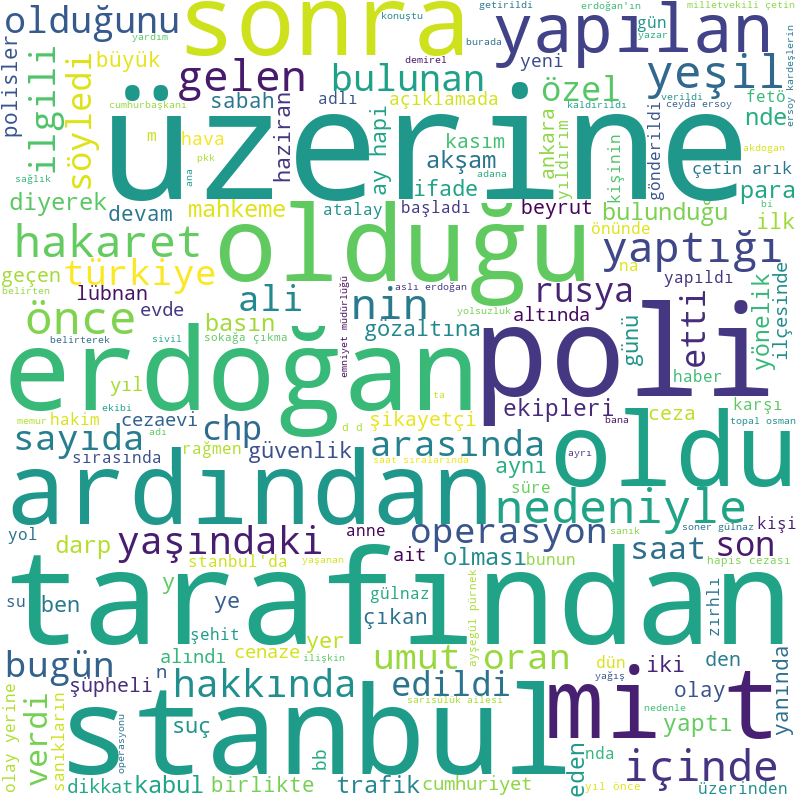 konuştu
getirildi
erdoğan'ın
milletvekili çetin
olduğunu
sonra
yapılan
yardım
burada
gün
yazar
polisler
ilgili
söyledi
büyük
gelen
demirel
bulunan
yeni
yeşil
ersoy kardeşlerin
cumhurbaşkanı
sabah
adlı
açıklamada
özel
kaldırıldı
verildi
ceyda ersoy
fetö
nde
üzerine
m
hava
haziran
ay hapi
kasım
ankara
yıldırım
kişinin
gönderildi
akdogan
pkk
ana
akşam
çetin arık
sağlık
adana
ifade
para
bi
diyerek
devam
mahkeme
atalay
başladı
beyrut
bulunduğu
ilk
hakaret
olduğu
önünde
yaptığı
geçen
türkiye
aslı erdoğan
na
yapıldı
yönelik
ilçesinde
belirten
lübnan
ali
nin
yolsuzluk
rusya
etti
önce
evde
basın
emniyet müdürlüğü
gözaltına
altında
günü
belirterek
sivil
sokağa çıkma
erdoğan
poli
haber
yıl
ta
memur
hakim
ekibi
adı
cezaevi
chp
d d
şikayetçi
ekipleri
bana
ceza
karşı
topal osman
sayıda
sırasında
rağmen
güvenlik
arasında
oldu
ayrı
saat sıralarında
aynı
süre
ardından
nedeniyle
yol
darp
yaşındaki
anne
operasyon
sanık
soner gülnaz
kişi
saat
son
stanbul'da
yaşanan
ait
olması
bunun
hapis cezası
tarafından
su
ben
y
ye
gülnaz
çıkan
ayşegül pürnek
zırhlı
şehit
yer
bugün
alındı
n
cenaze
ilişkin
umut oran
dün
yağış
iki
den
yanında
şüpheli
hakkında
edildi
mi t
olay
olay yerine
verdi
sanıkların
operasyonu
stanbul
suç
bb
sarısülük ailesi
nedenle
yaptı
eden
nda
içinde
dikkat
kabul
birlikte
trafik
cumhuriyet
yıl önce
üzerinden